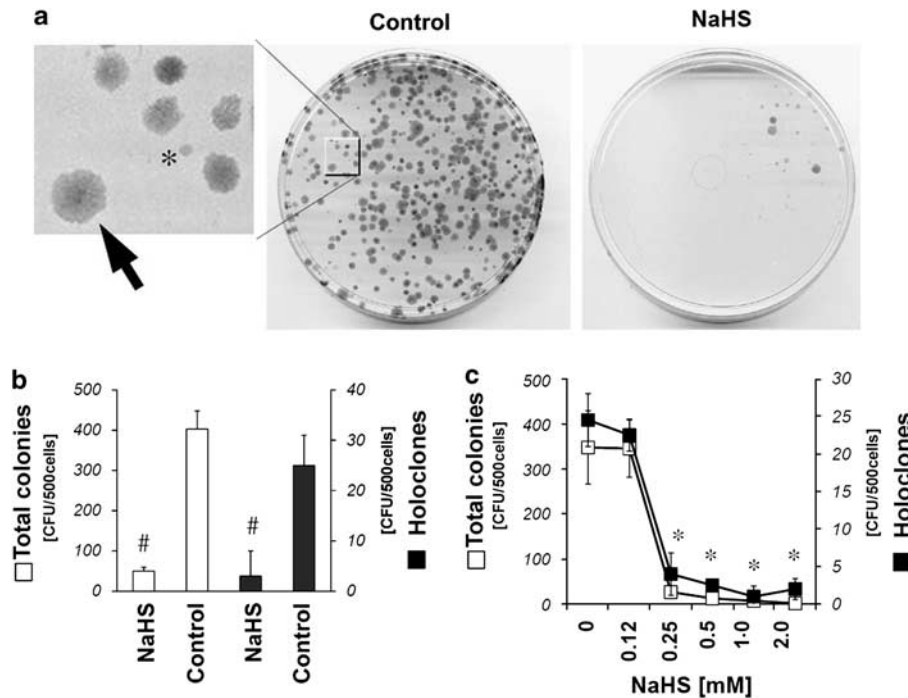 a
Control
NaHS
*
b
Total colonies
[CFU/500cells]
500
400
300
200
100
0
#
#
40
30
20
10
0
[CFU/500cells]
Holoclones
NaHS
Control
NaHS
Control
c
Total colonies
[CFU/500cells]
500
400
300
200
100
0
*
*
*
*
30
25
20
15
10
5
0
[CFU/500cells]
Holoclones
0
0.12
0.25
0.5
1·0
2.0
NaHS [mM]